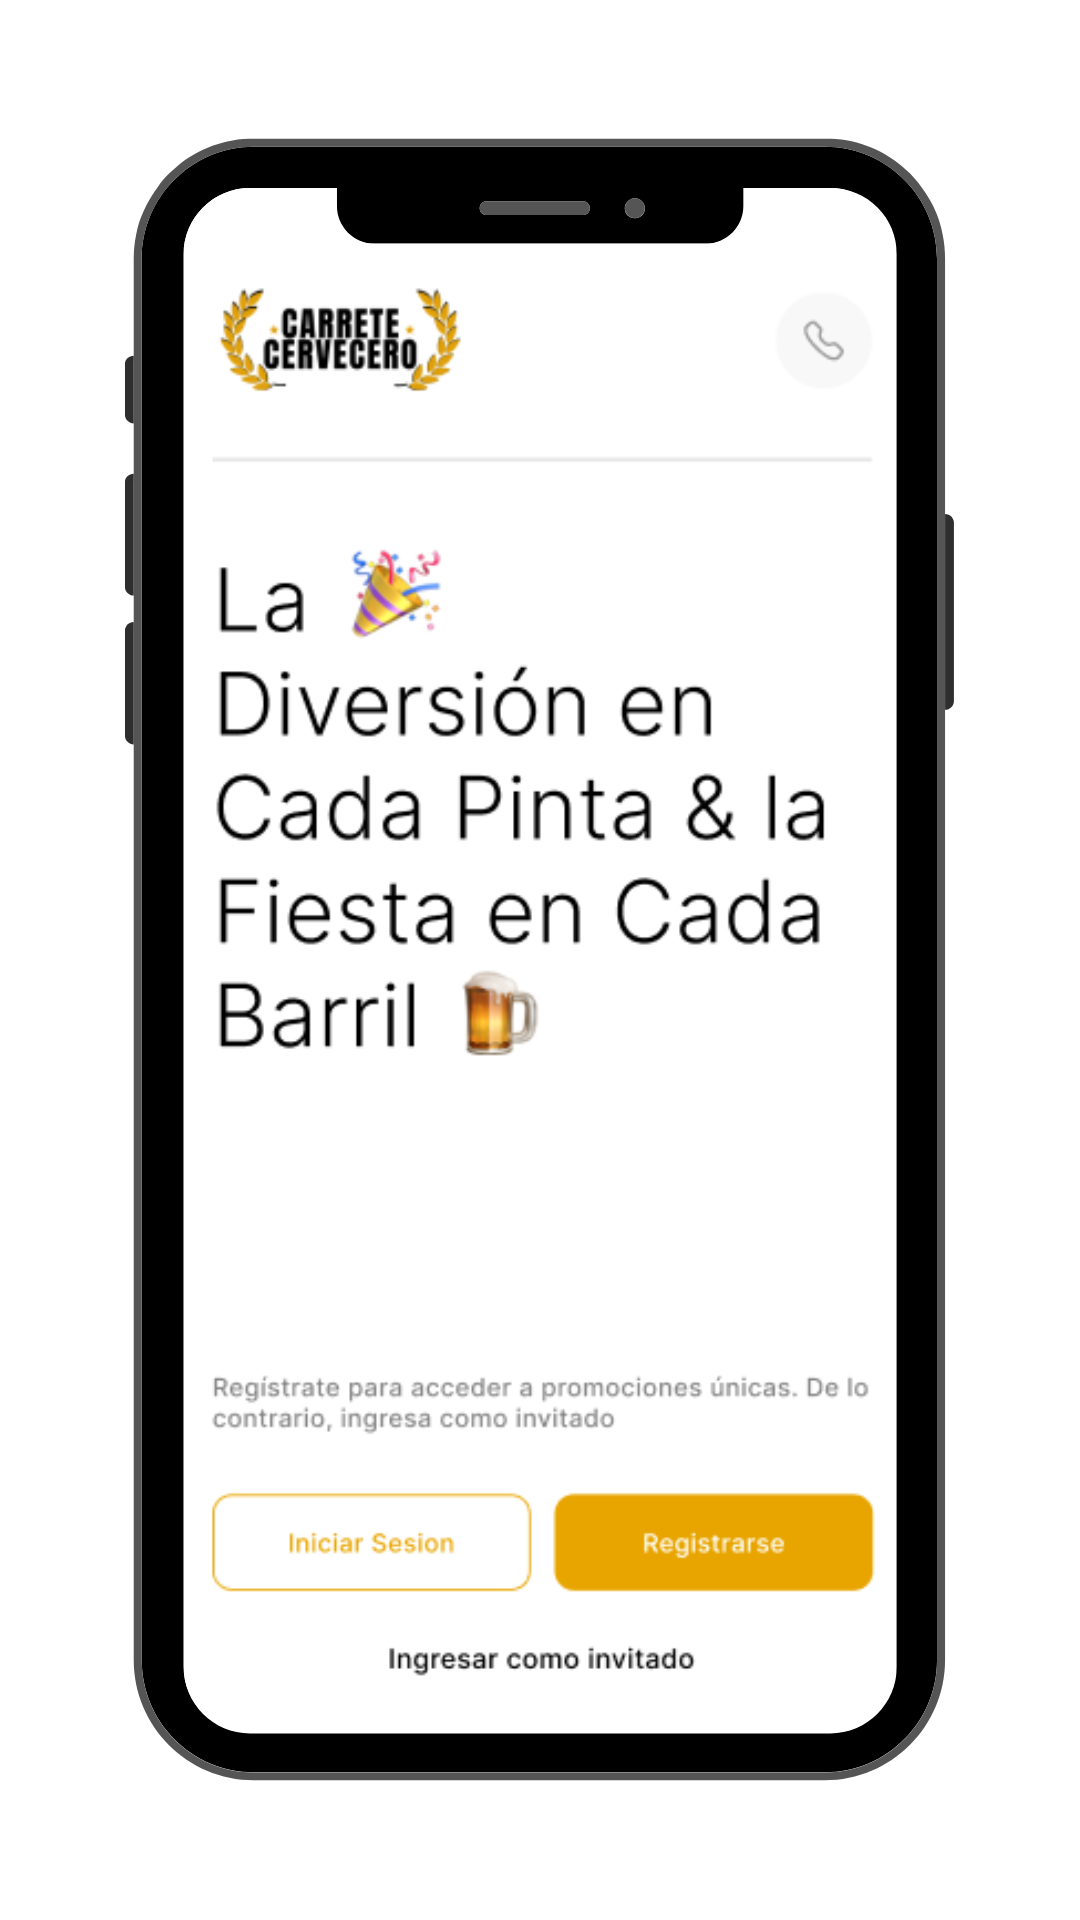 CARRETE
CERVECERO
La 🎉
Diversión en
Cada Pinta & la
Fiesta en Cada
Barril 🍺
Regístrate para acceder a promociones únicas. De lo
contrario, ingresa como invitado
Iniciar Sesion
Registrarse
Ingresar como invitado